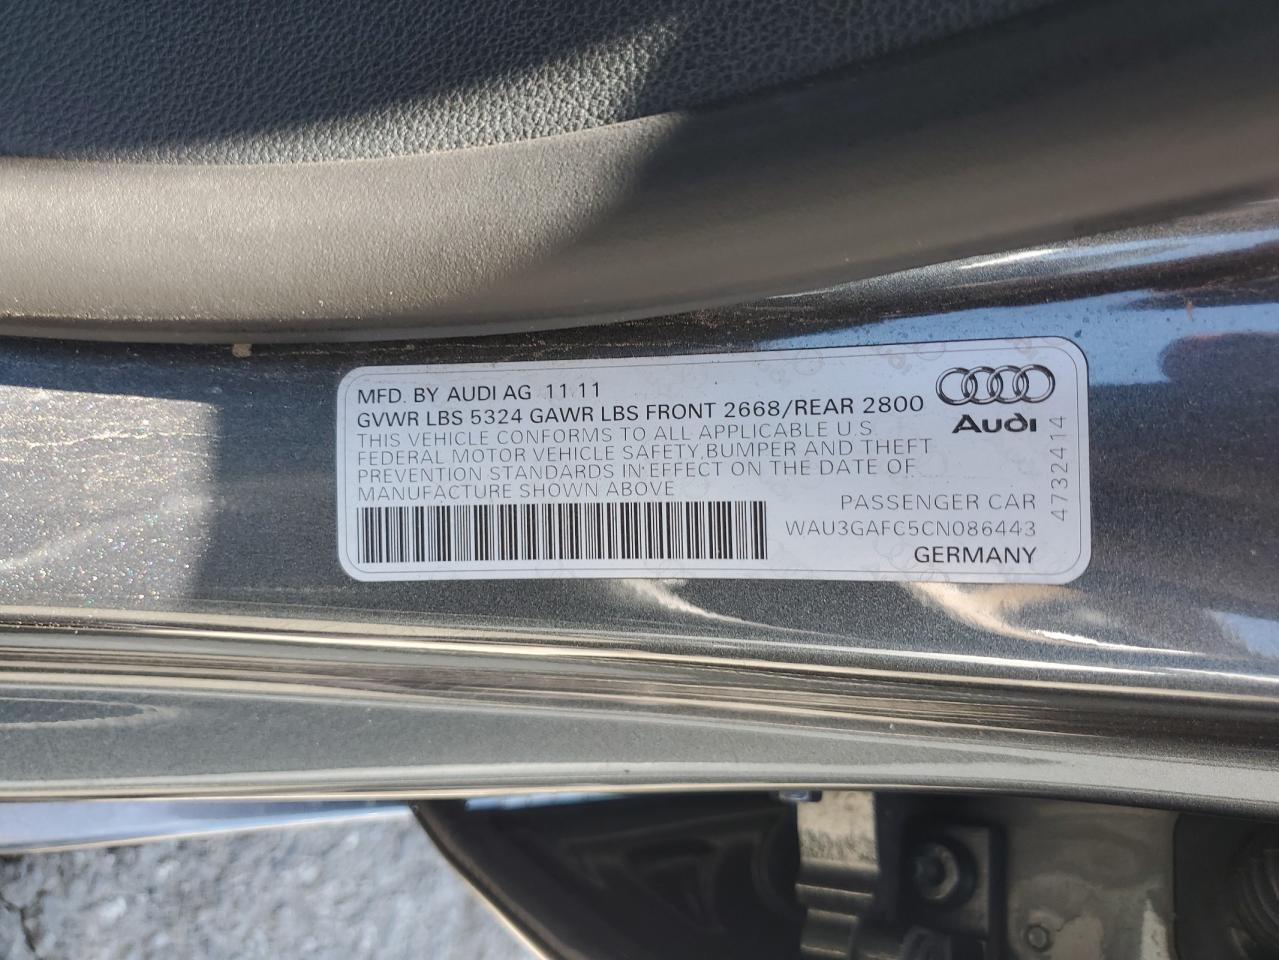 MFD. BY AUDI AG 11.11
GVWR LBS 5324 GAWR LBS FRONT 2668/REAR 2800
THIS VEHICLE CONFORMS TO ALL APPLICABLE U.S.
FEDERAL MOTOR VEHICLE SAFETY, BUMPER AND THEFT
PREVENTION STANDARDS IN EFFECT ON THE DATE OF
MANUFACTURE SHOWN ABOVE
Audi
PASSENGER CAR
WAU3GAFC5CN086443
GERMANY
4732414